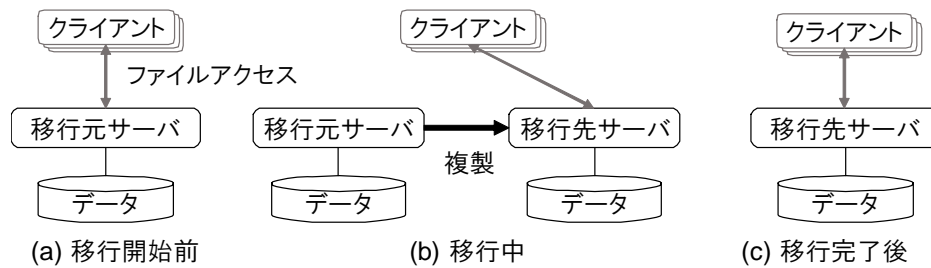 クライアント
ファイルアクセス
移行元サーバ
データ
(a) 移行開始前
クライアント
移行元サーバ
複製
移行先サーバ
データ
データ
(b) 移行中
クライアント
移行先サーバ
データ
(c) 移行完了後